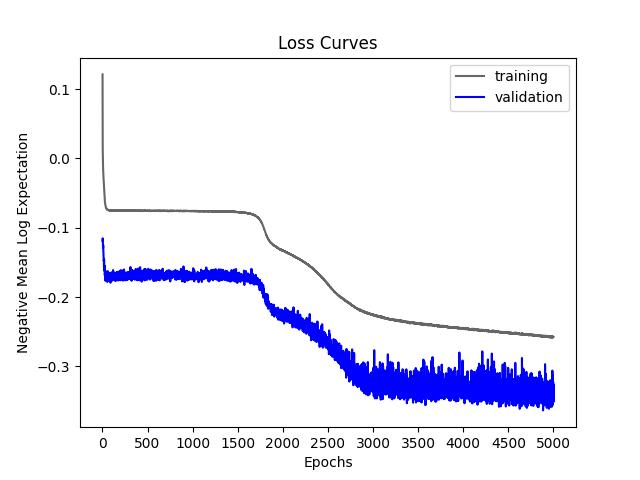 Loss Curves
training
validation
Negative Mean Log Expectation
0.1
0.0
−0.1
−0.2
−0.3
0 500 1000 1500 2000 2500 3000 3500 4000 4500 5000
Epochs